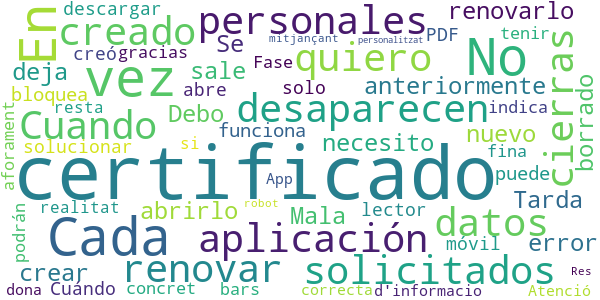 descargar
personales
renovarlo
En
creado
mitjançant
PDF
tenir
creó
gracias
Se
personalitzat
No
vez
quiero
Fase
deja
sale
abre
solo
anteriormente
cierras
bloquea
desaparecen
indica
borrado
resta
Debo
Cuando
funciona
necesito
nuevo
aforament
solucionar
si
fina
certificado
App
puede
Tarda
realitat
abrirlo
robot
Mala
lector
datos
podrán
Cada
aplicación
móvil
error
crear
renovar
solicitados
Res
dona
Cuándo
concret
bars
correcta
d'informacio
Atenció